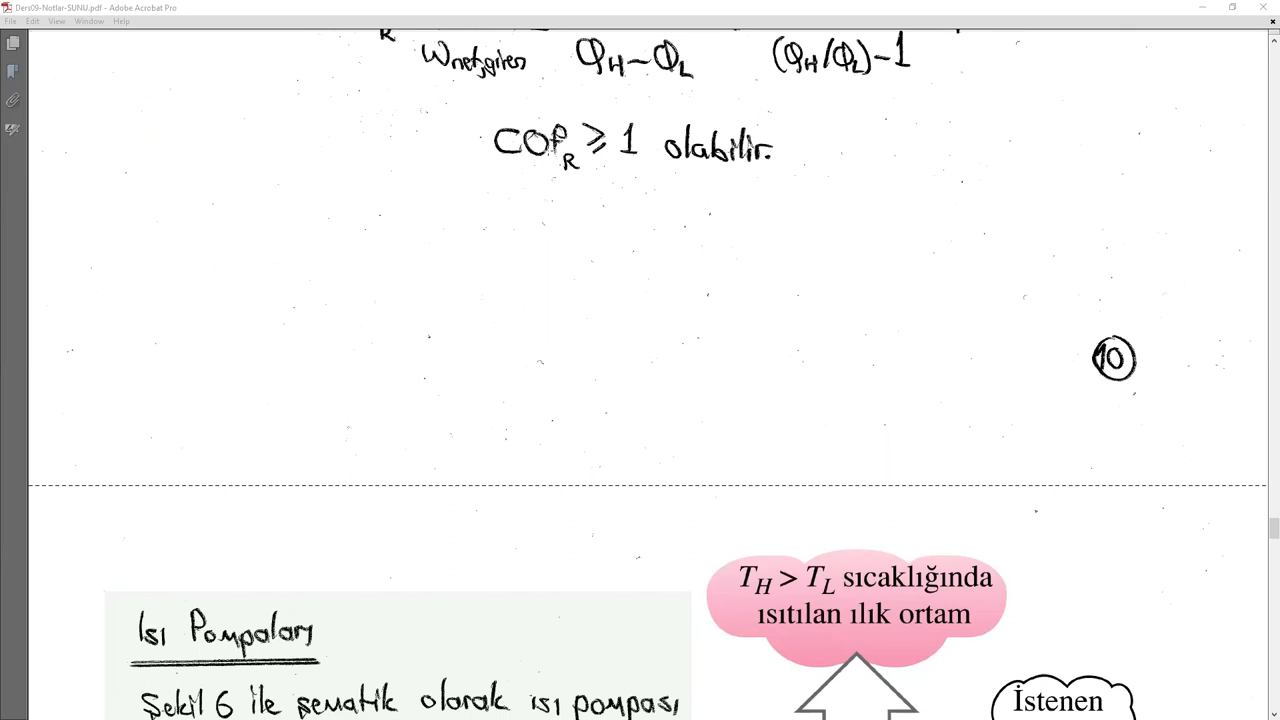 Ders09-Notlar-SUNU.pdf - Adobe Acrobat Pro
File Edit View Window Help
R
Wnet,giren QH-QL (QH/QL)-1
COPR ≥ 1 olabilir.
10
TH > TL sıcaklığında
ısıtılan ılık ortam
Isı Pompaları
Şekil 6 ile şematik olarak ısı pompası
İstenen